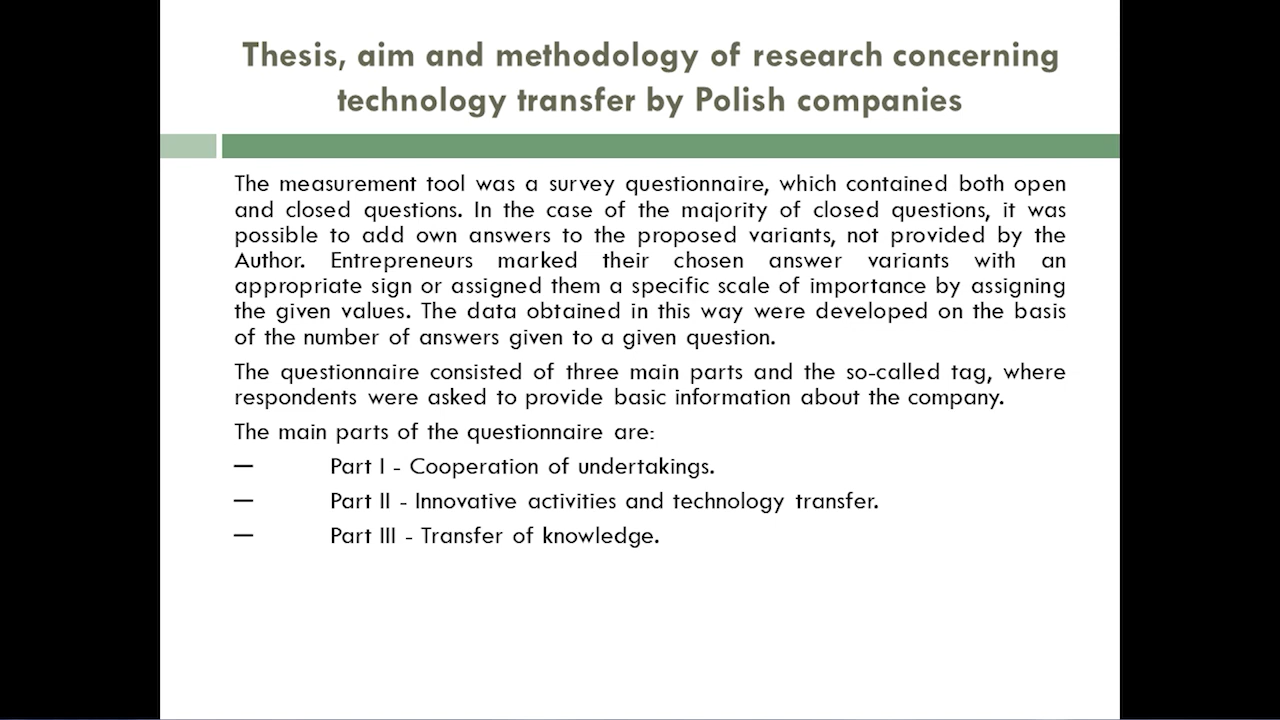 Thesis, aim and methodology of research concerning
technology transfer by Polish companies
The measurement tool was a survey questionnaire, which contained both open
and closed questions. In the case of the majority of closed questions, it was
possible to add own answers to the proposed variants, not provided by the
Author. Entrepreneurs marked their chosen answer variants with an
appropriate sign or assigned them a specific scale of importance by assigning
the given values. The data obtained in this way were developed on the basis
of the number of answers given to a given question.
The questionnaire consisted of three main parts and the so-called tag, where
respondents were asked to provide basic information about the company.
The main parts of the questionnaire are:
— Part I - Cooperation of undertakings.
— Part II - Innovative activities and technology transfer.
— Part III - Transfer of knowledge.